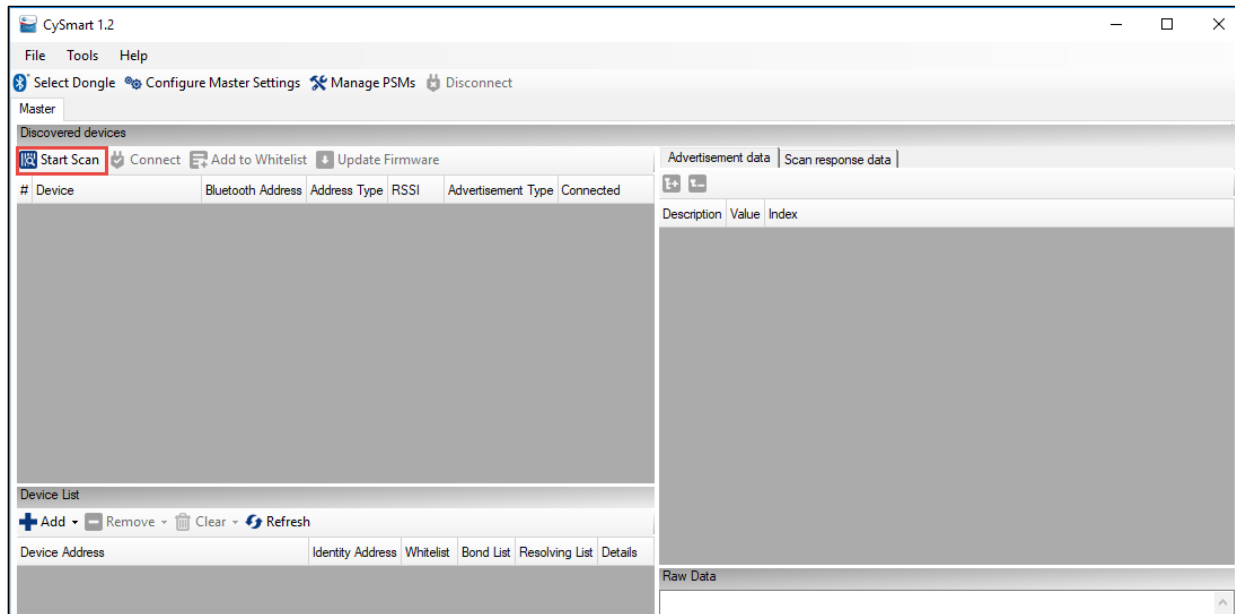 CySmart 1.2
File Tools Help
Select Dongle Configure Master Settings Manage PSMs Disconnect
Master
Discovered devices
Start Scan Connect Add to Whitelist Update Firmware
# Device Bluetooth Address Address Type RSSI Advertisement Type Connected
Advertisement data Scan response data
Description Value Index
Device List
Add Remove Clear Refresh
Device Address Identity Address Whitelist Bond List Resolving List Details
Raw Data